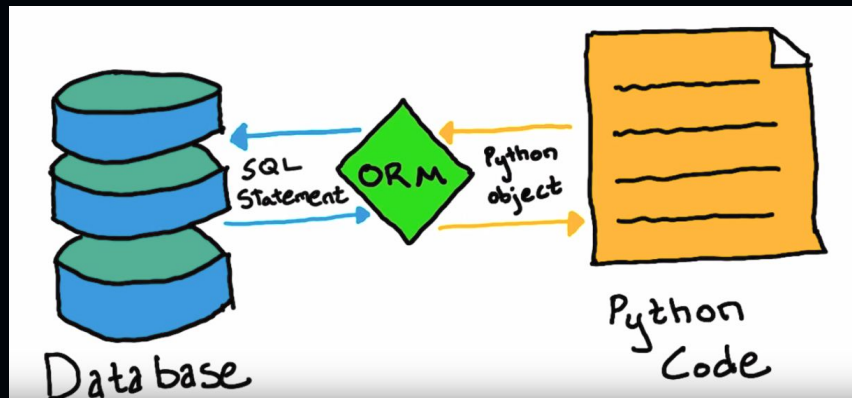 SQL
Statement
ORM
Python
object
Database
Python
Code